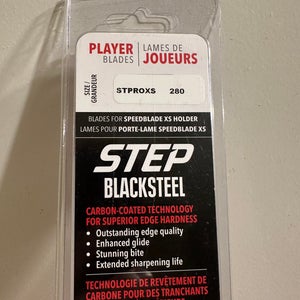 PLAYER BLADES | LAMES DE JOUEURS
SIZE / GRANDEUR
STPROXS 280
BLADES FOR SPEEDBLADE XS HOLDER
LAMES POUR PORTE-LAME SPEEDBLADE XS
STEP
BLACKSTEEL
CARBON-COATED TECHNOLOGY
FOR SUPERIOR EDGE HARDNESS
• Outstanding edge quality
• Enhanced glide
• Stunning bite
• Extended sharpening life
TECHNOLOGIE DE REVÊTEMENT DE
CARBONE POUR DES TRANCHANTS